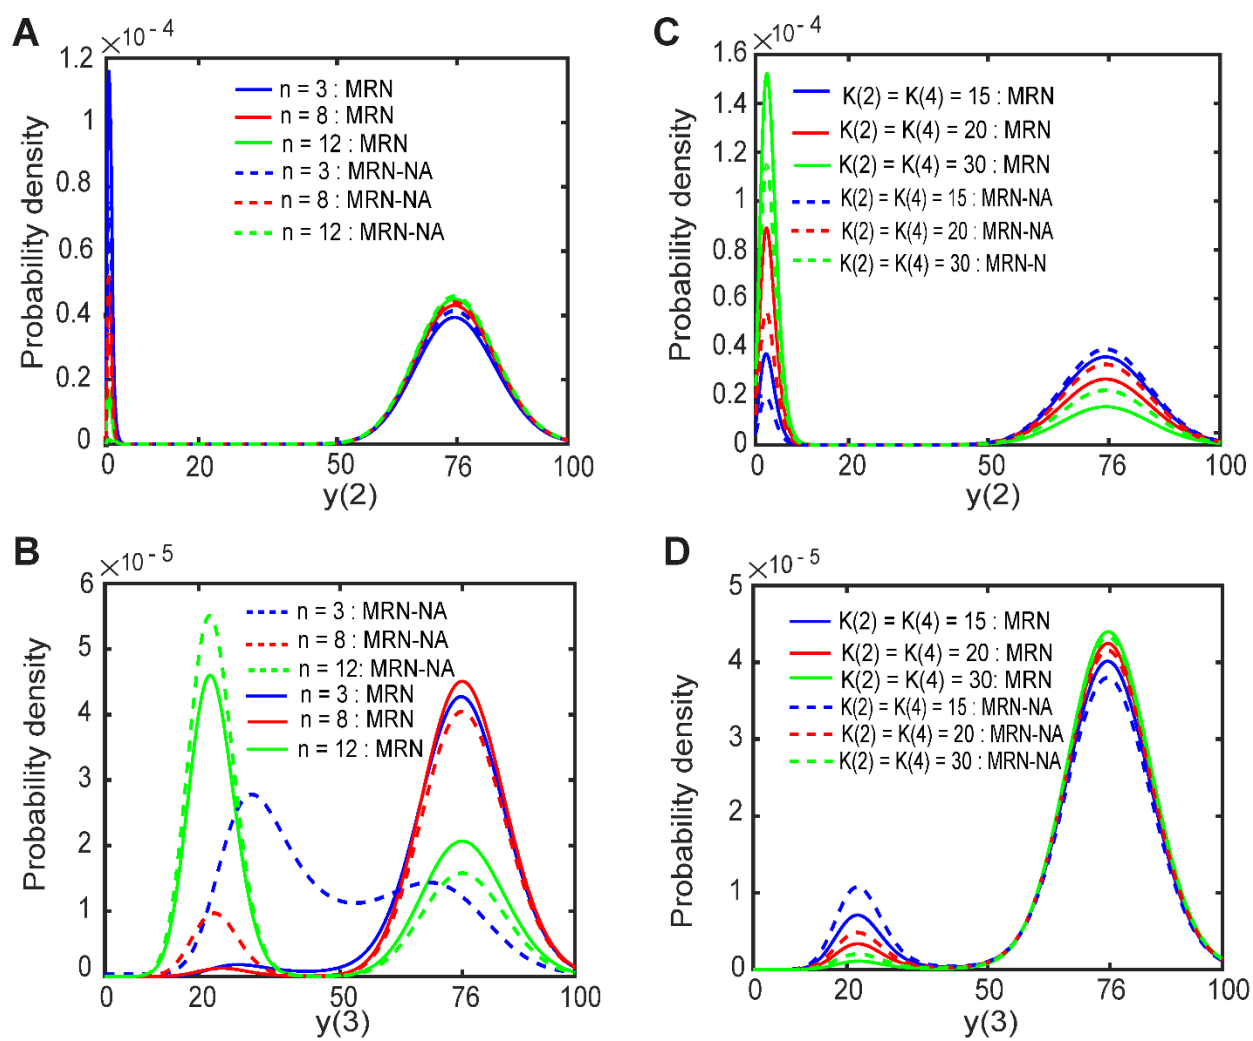 A
×10 - 4
1.2
1
0.8
0.6
0.4
0.2
0
Probability density
n = 3 : MRN
n = 8 : MRN
n = 12 : MRN
n = 3 : MRN-NA
n = 8 : MRN-NA
n = 12 : MRN-NA
0 20 50 76 100
y(2)
C
×10 - 4
1.6
1.4
1.2
1
0.8
0.6
0.4
0.2
0
Probability density
K(2) = K(4) = 15 : MRN
K(2) = K(4) = 20 : MRN
K(2) = K(4) = 30 : MRN
K(2) = K(4) = 15 : MRN-NA
K(2) = K(4) = 20 : MRN-NA
K(2) = K(4) = 30 : MRN-N
0 20 50 76 100
y(2)
B
×10 - 5
6
5
4
3
2
1
0
Probability density
n = 3 : MRN-NA
n = 8 : MRN-NA
n = 12: MRN-NA
n = 3 : MRN
n = 8 : MRN
n = 12 : MRN
0 20 50 76 100
y(3)
D
×10 - 5
5
4
3
2
1
0
Probability density
K(2) = K(4) = 15 : MRN
K(2) = K(4) = 20 : MRN
K(2) = K(4) = 30: MRN
K(2) = K(4) = 15 : MRN-NA
K(2) = K(4) = 20 : MRN-NA
K(2) = K(4) = 30 : MRN-NA
0 20 50 76 100
y(3)